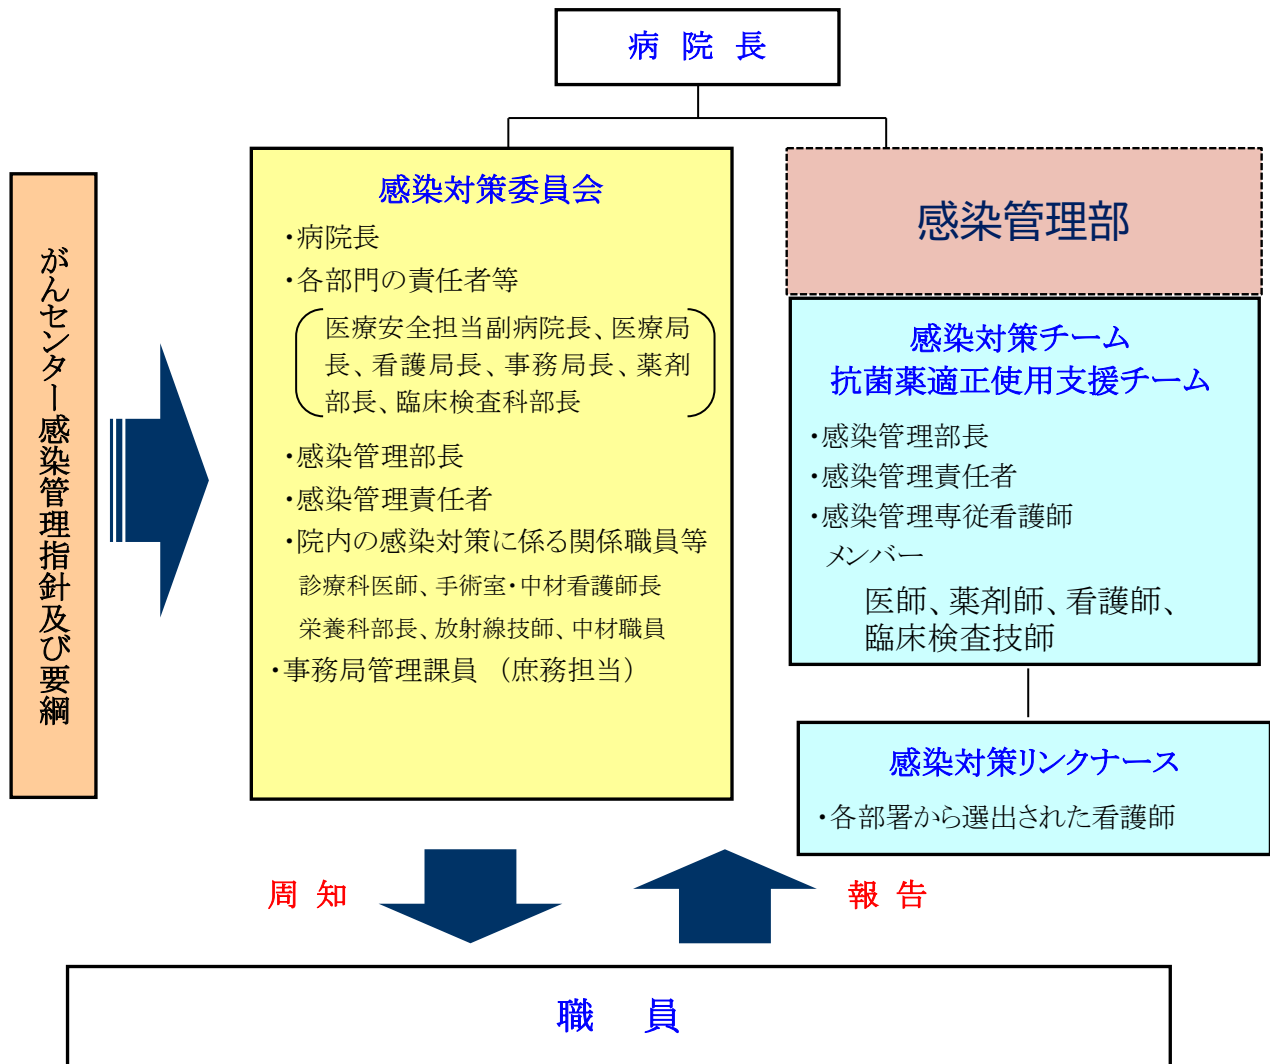 病 院 長
がんセンター感染管理指針及び要綱
感染対策委員会
・病院長
・各部門の責任者等
医療安全担当副病院長、医療局
長、看護局長、事務局長、薬剤
部長、臨床検査科部長
・感染管理部長
・感染管理責任者
・院内の感染対策に係る関係職員等
診療科医師、手術室・中材看護師長
栄養科部長、放射線技師、中材職員
・事務局管理課員 （庶務担当）
感染管理部
感染対策チーム
抗菌薬適正使用支援チーム
・感染管理部長
・感染管理責任者
・感染管理専従看護師
メンバー
医師、薬剤師、看護師、
臨床検査技師
感染対策リンクナース
・各部署から選出された看護師
周 知
報 告
職 員